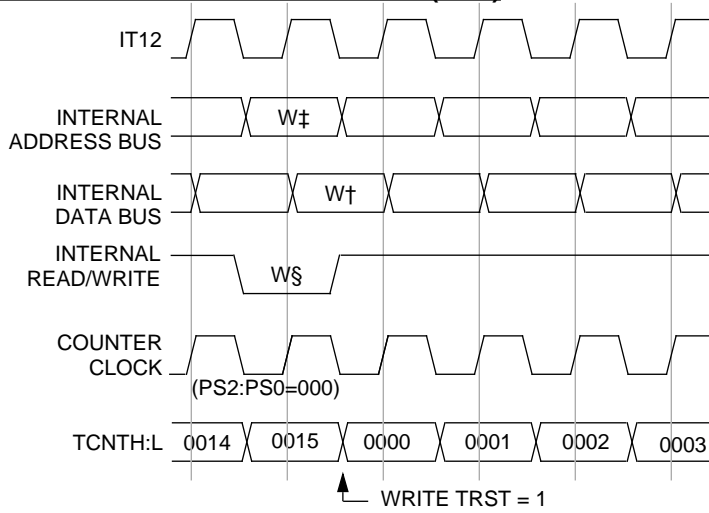 IT12
INTERNAL
ADDRESS BUS
W‡
INTERNAL
DATA BUS
W†
INTERNAL
READ/WRITE
W§
COUNTER
CLOCK
(PS2:PS0=000)
TCNTH:L 0014 0015 0000 0001 0002 0003
WRITE TRST = 1